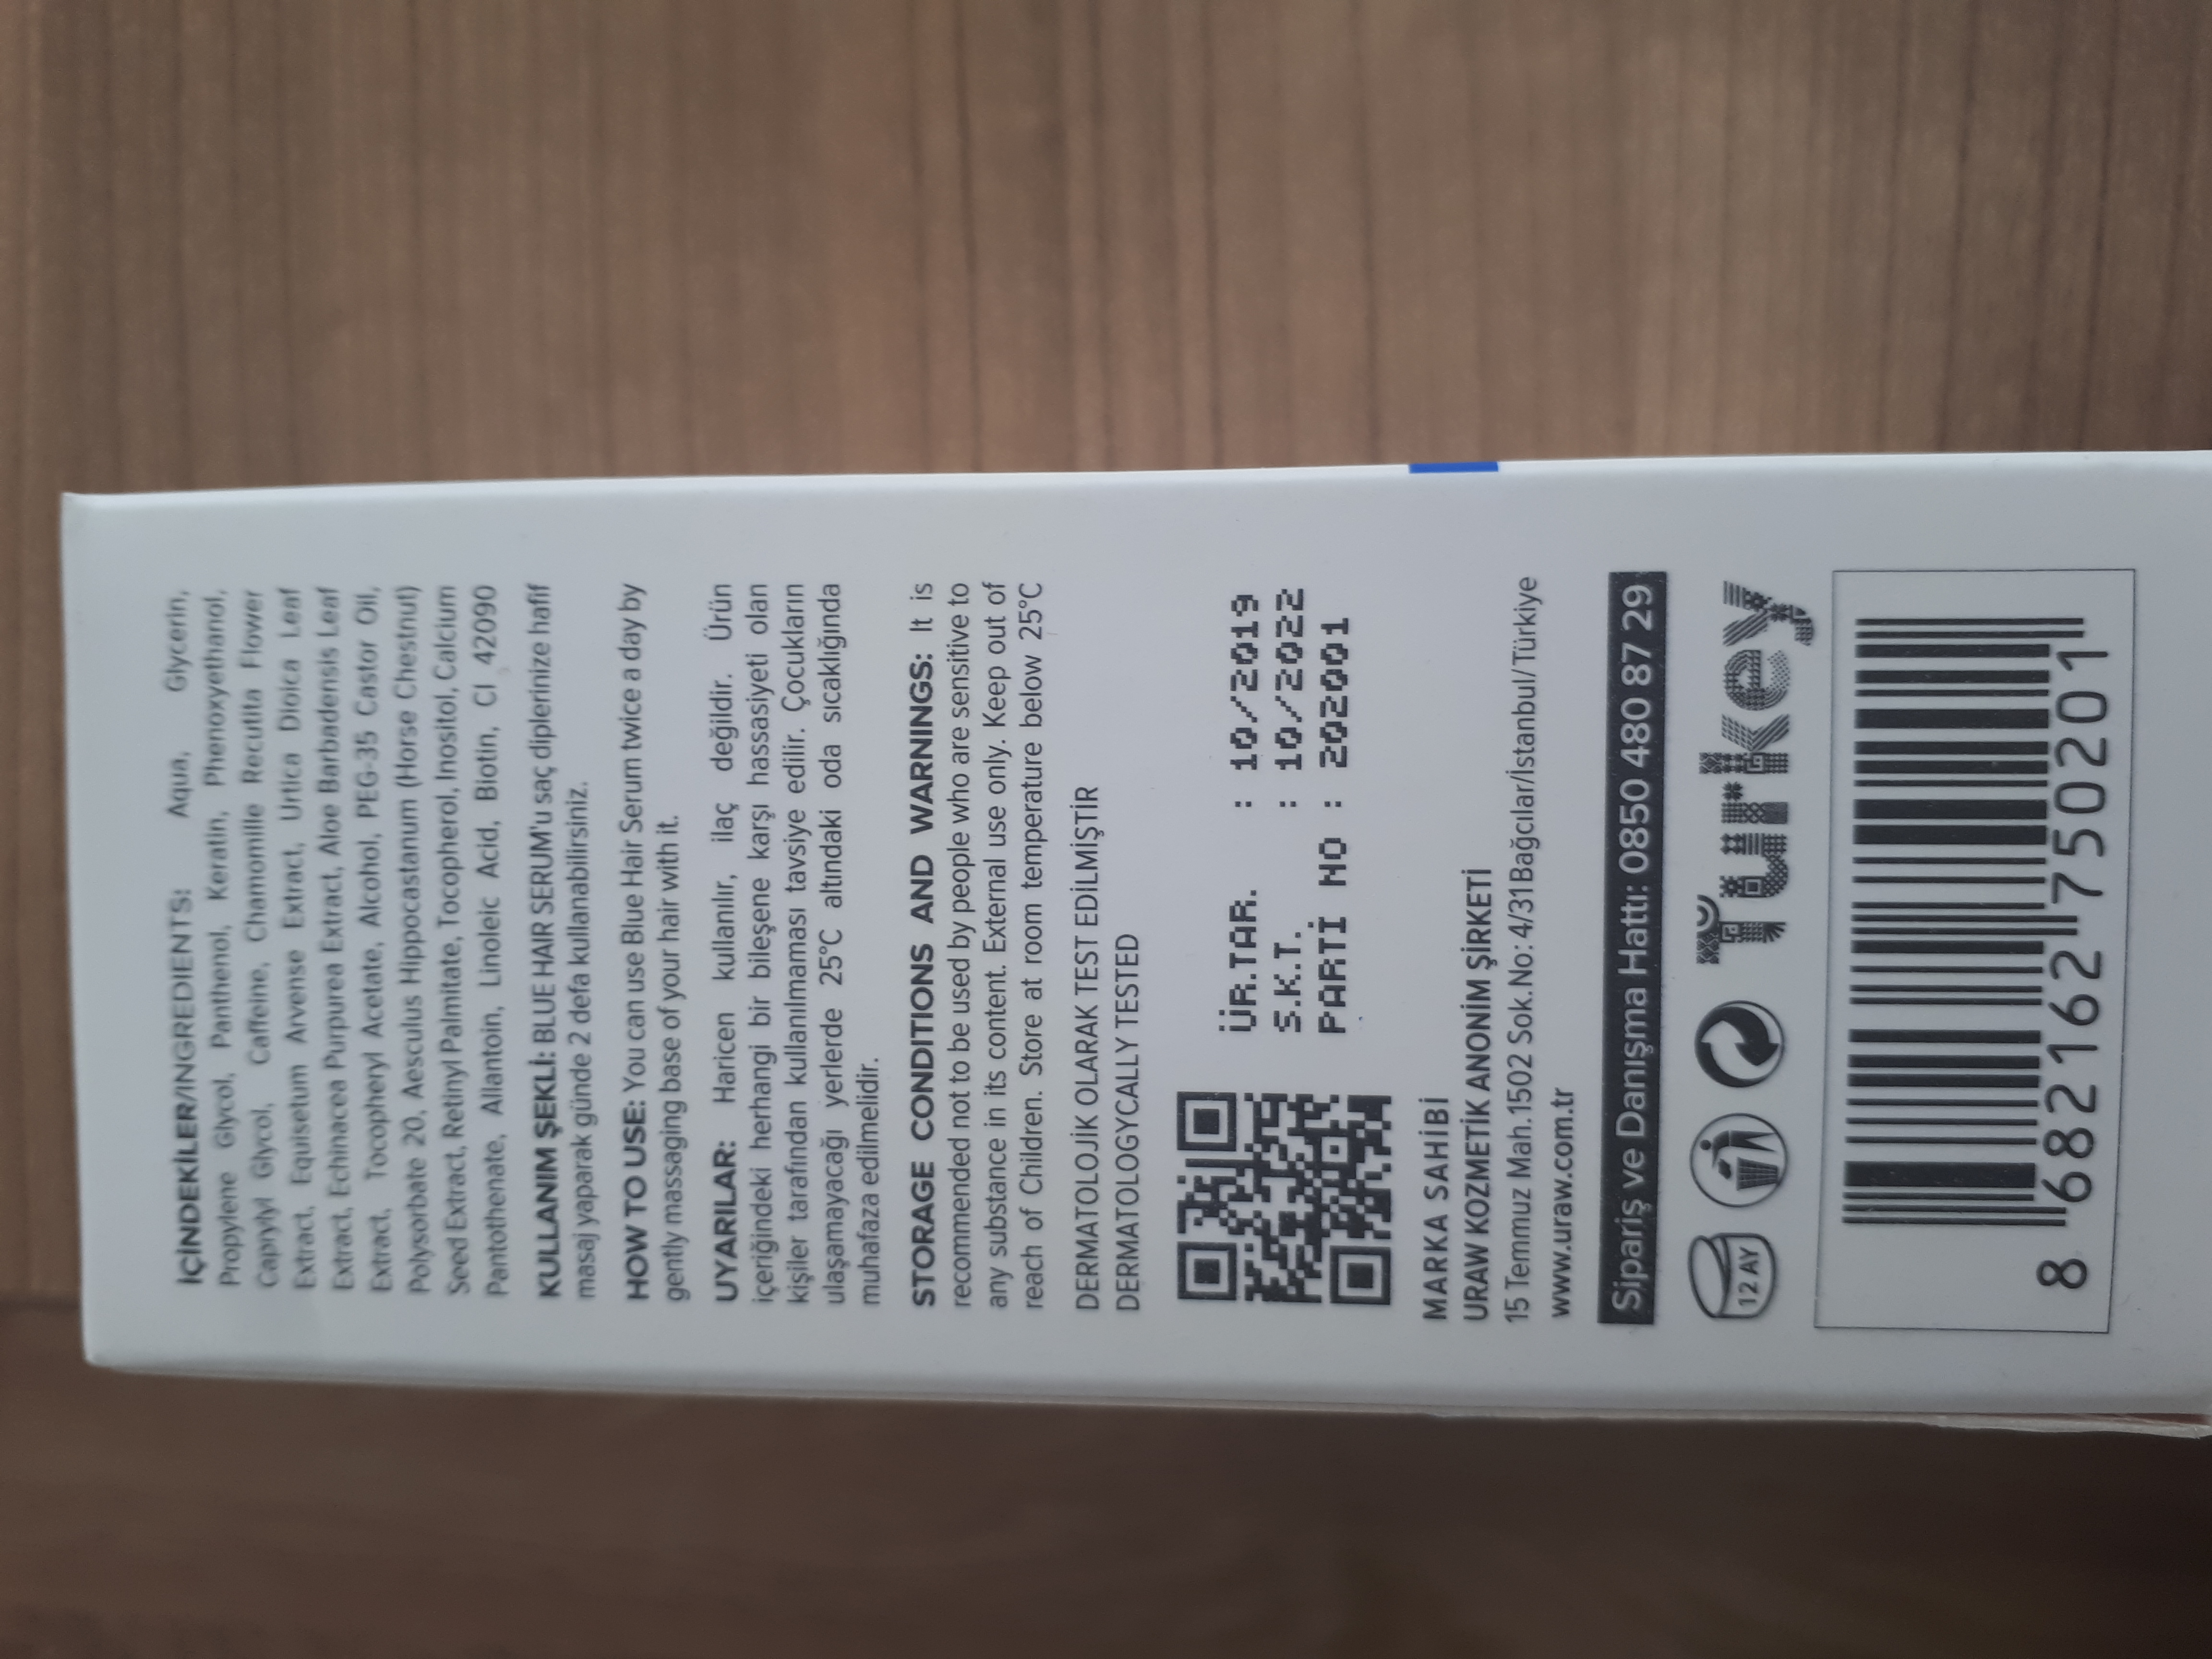 İÇİNDEKİLER/INGREDIENTS: Aqua, Glycerin,
Propylene Glycol, Panthenol, Keratin, Phenoxyethanol,
Caprylyl Glycol, Caffeine, Chamomille Recutita Flower
Extract, Equisetum Arvense Extract, Urtica Dioica Leaf
Extract, Echinacea Purpurea Extract, Aloe Barbadensis Leaf
Extract, Tocopheryl Acetate, Alcohol, PEG-35 Castor Oil,
Polysorbate 20, Aesculus Hippocastanum (Horse Chestnut)
Seed Extract, Retinyl Palmitate, Tocopherol, Inositol, Calcium
Pantothenate, Allantoin, Linoleic Acid, Biotin, CI 42090
KULLANIM ŞEKLİ: BLUE HAIR SERUM'u saç diplerinize hafif
masaj yaparak günde 2 defa kullanabilirsiniz.
HOW TO USE: You can use Blue Hair Serum twice a day by
gently massaging base of your hair with it.
UYARILAR: Haricen kullanılır, ilaç değildir. Ürün
içeriğindeki herhangi bir bileşene karşı hassasiyeti olan
kişiler tarafından kullanılmaması tavsiye edilir. Çocukların
ulaşamayacağı yerlerde 25°C altındaki oda sıcaklığında
muhafaza edilmelidir.
STORAGE CONDITIONS AND WARNINGS: It is
recommended not to be used by people who are sensitive to
any substance in its content. External use only. Keep out of
reach of Children. Store at room temperature below 25°C
DERMATOLOJİK OLARAK TEST EDİLMİŞTİR
DERMATOLOGYCALLY TESTED
ÜR.TAR. : 10/2019
S.K.T. : 10/2022
PARTİ NO : 202001
MARKA SAHİBİ
URAW KOZMETİK ANONİM ŞİRKETİ
15 Temmuz Mah. 1502 Sok.No: 4/31Bağcılar/İstanbul/Türkiye
www.uraw.com.tr
Sipariş ve Danışma Hattı: 0850 480 87 29
12 AY
Turkey
8 682162 750201